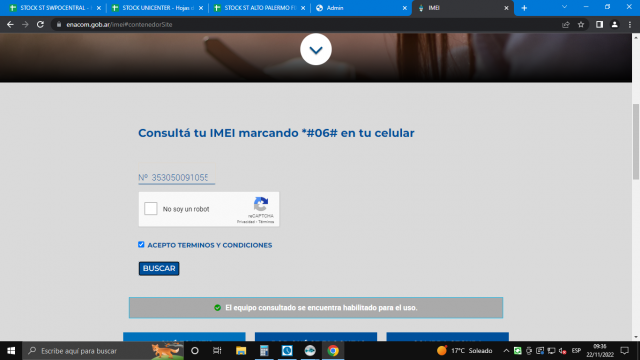 STOCK ST SWPOCENTRAL -
STOCK UNICENTER - Hojas
STOCK ST ALTO PALERMO
Admin
IMEI
enacom.gob.ar/imei#contenedorSite
Consultá tu IMEI marcando *#06# en tu celular
Nº 353050091055
No soy un robot
reCAPTCHA
Privacidad - Términos
ACEPTO TERMINOS Y CONDICIONES
BUSCAR
El equipo consultado se encuentra habilitado para el uso.
Escribe aquí para buscar
17°C Soleado
ESP
09:36
22/11/2022